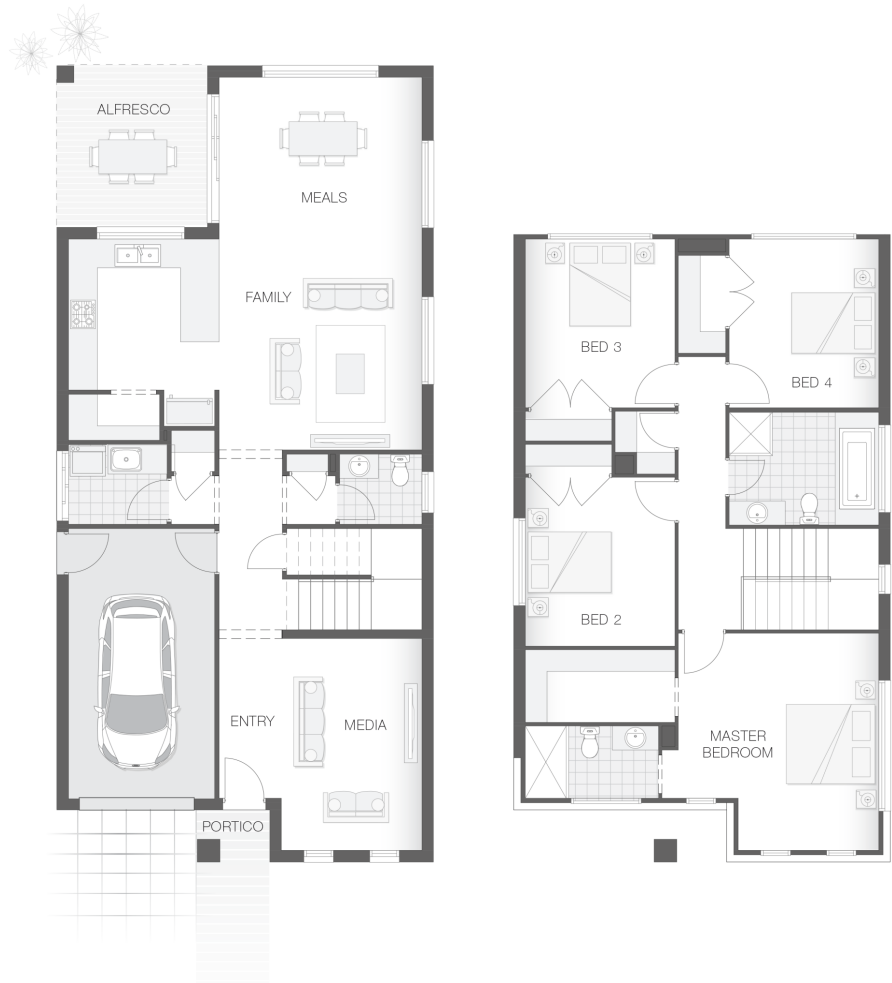 ALFRESCO
MEALS
FAMILY
ENTRY
MEDIA
PORTICO
BED 3
BED 4
BED 2
MASTER
BEDROOM